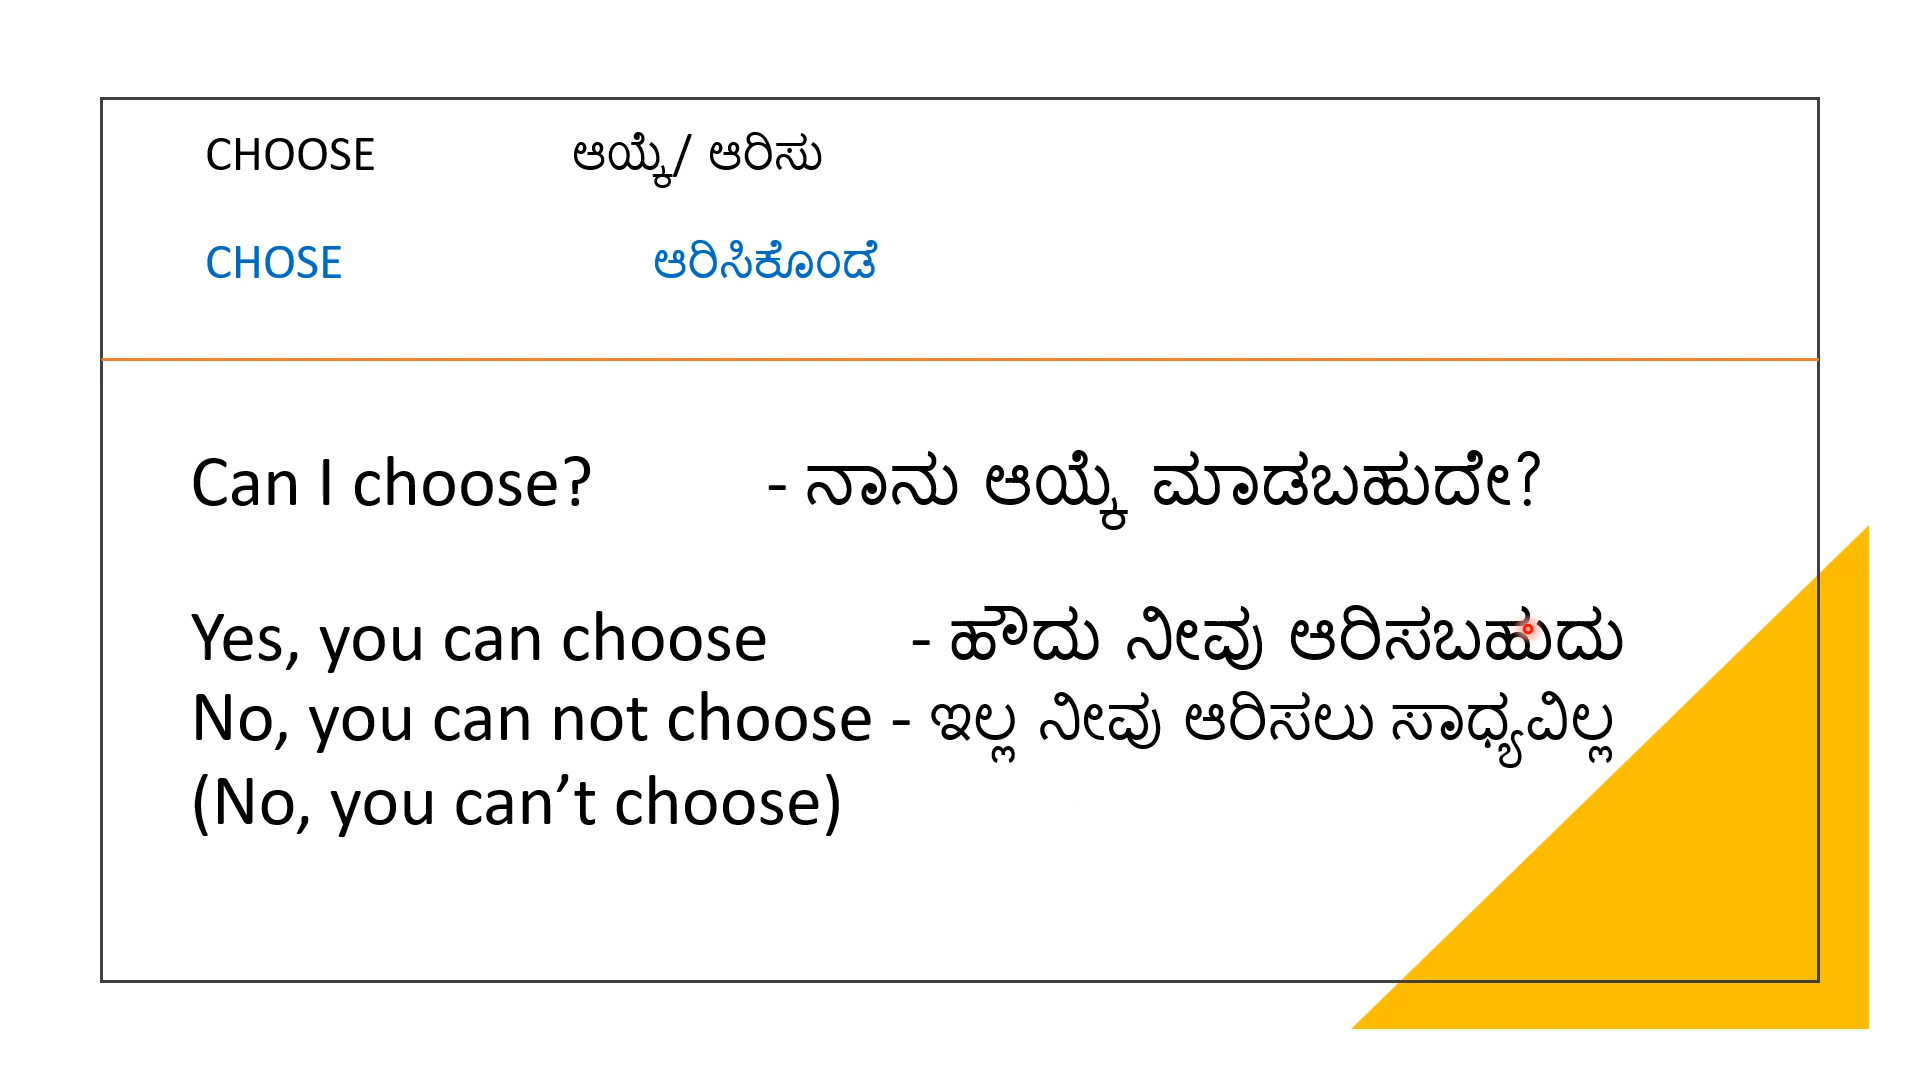 CHOOSE ಆಯ್ಕೆ/ ಆರಿಸು
CHOSE ಆರಿಸಿಕೊಂಡೆ
Can I choose? - ನಾನು ಆಯ್ಕೆ ಮಾಡಬಹುದೇ?
Yes, you can choose - ಹೌದು ನೀವು ಆರಿಸಬಹುದು
No, you can not choose - ಇಲ್ಲ ನೀವು ಆರಿಸಲು ಸಾಧ್ಯವಿಲ್ಲ
(No, you can’t choose)